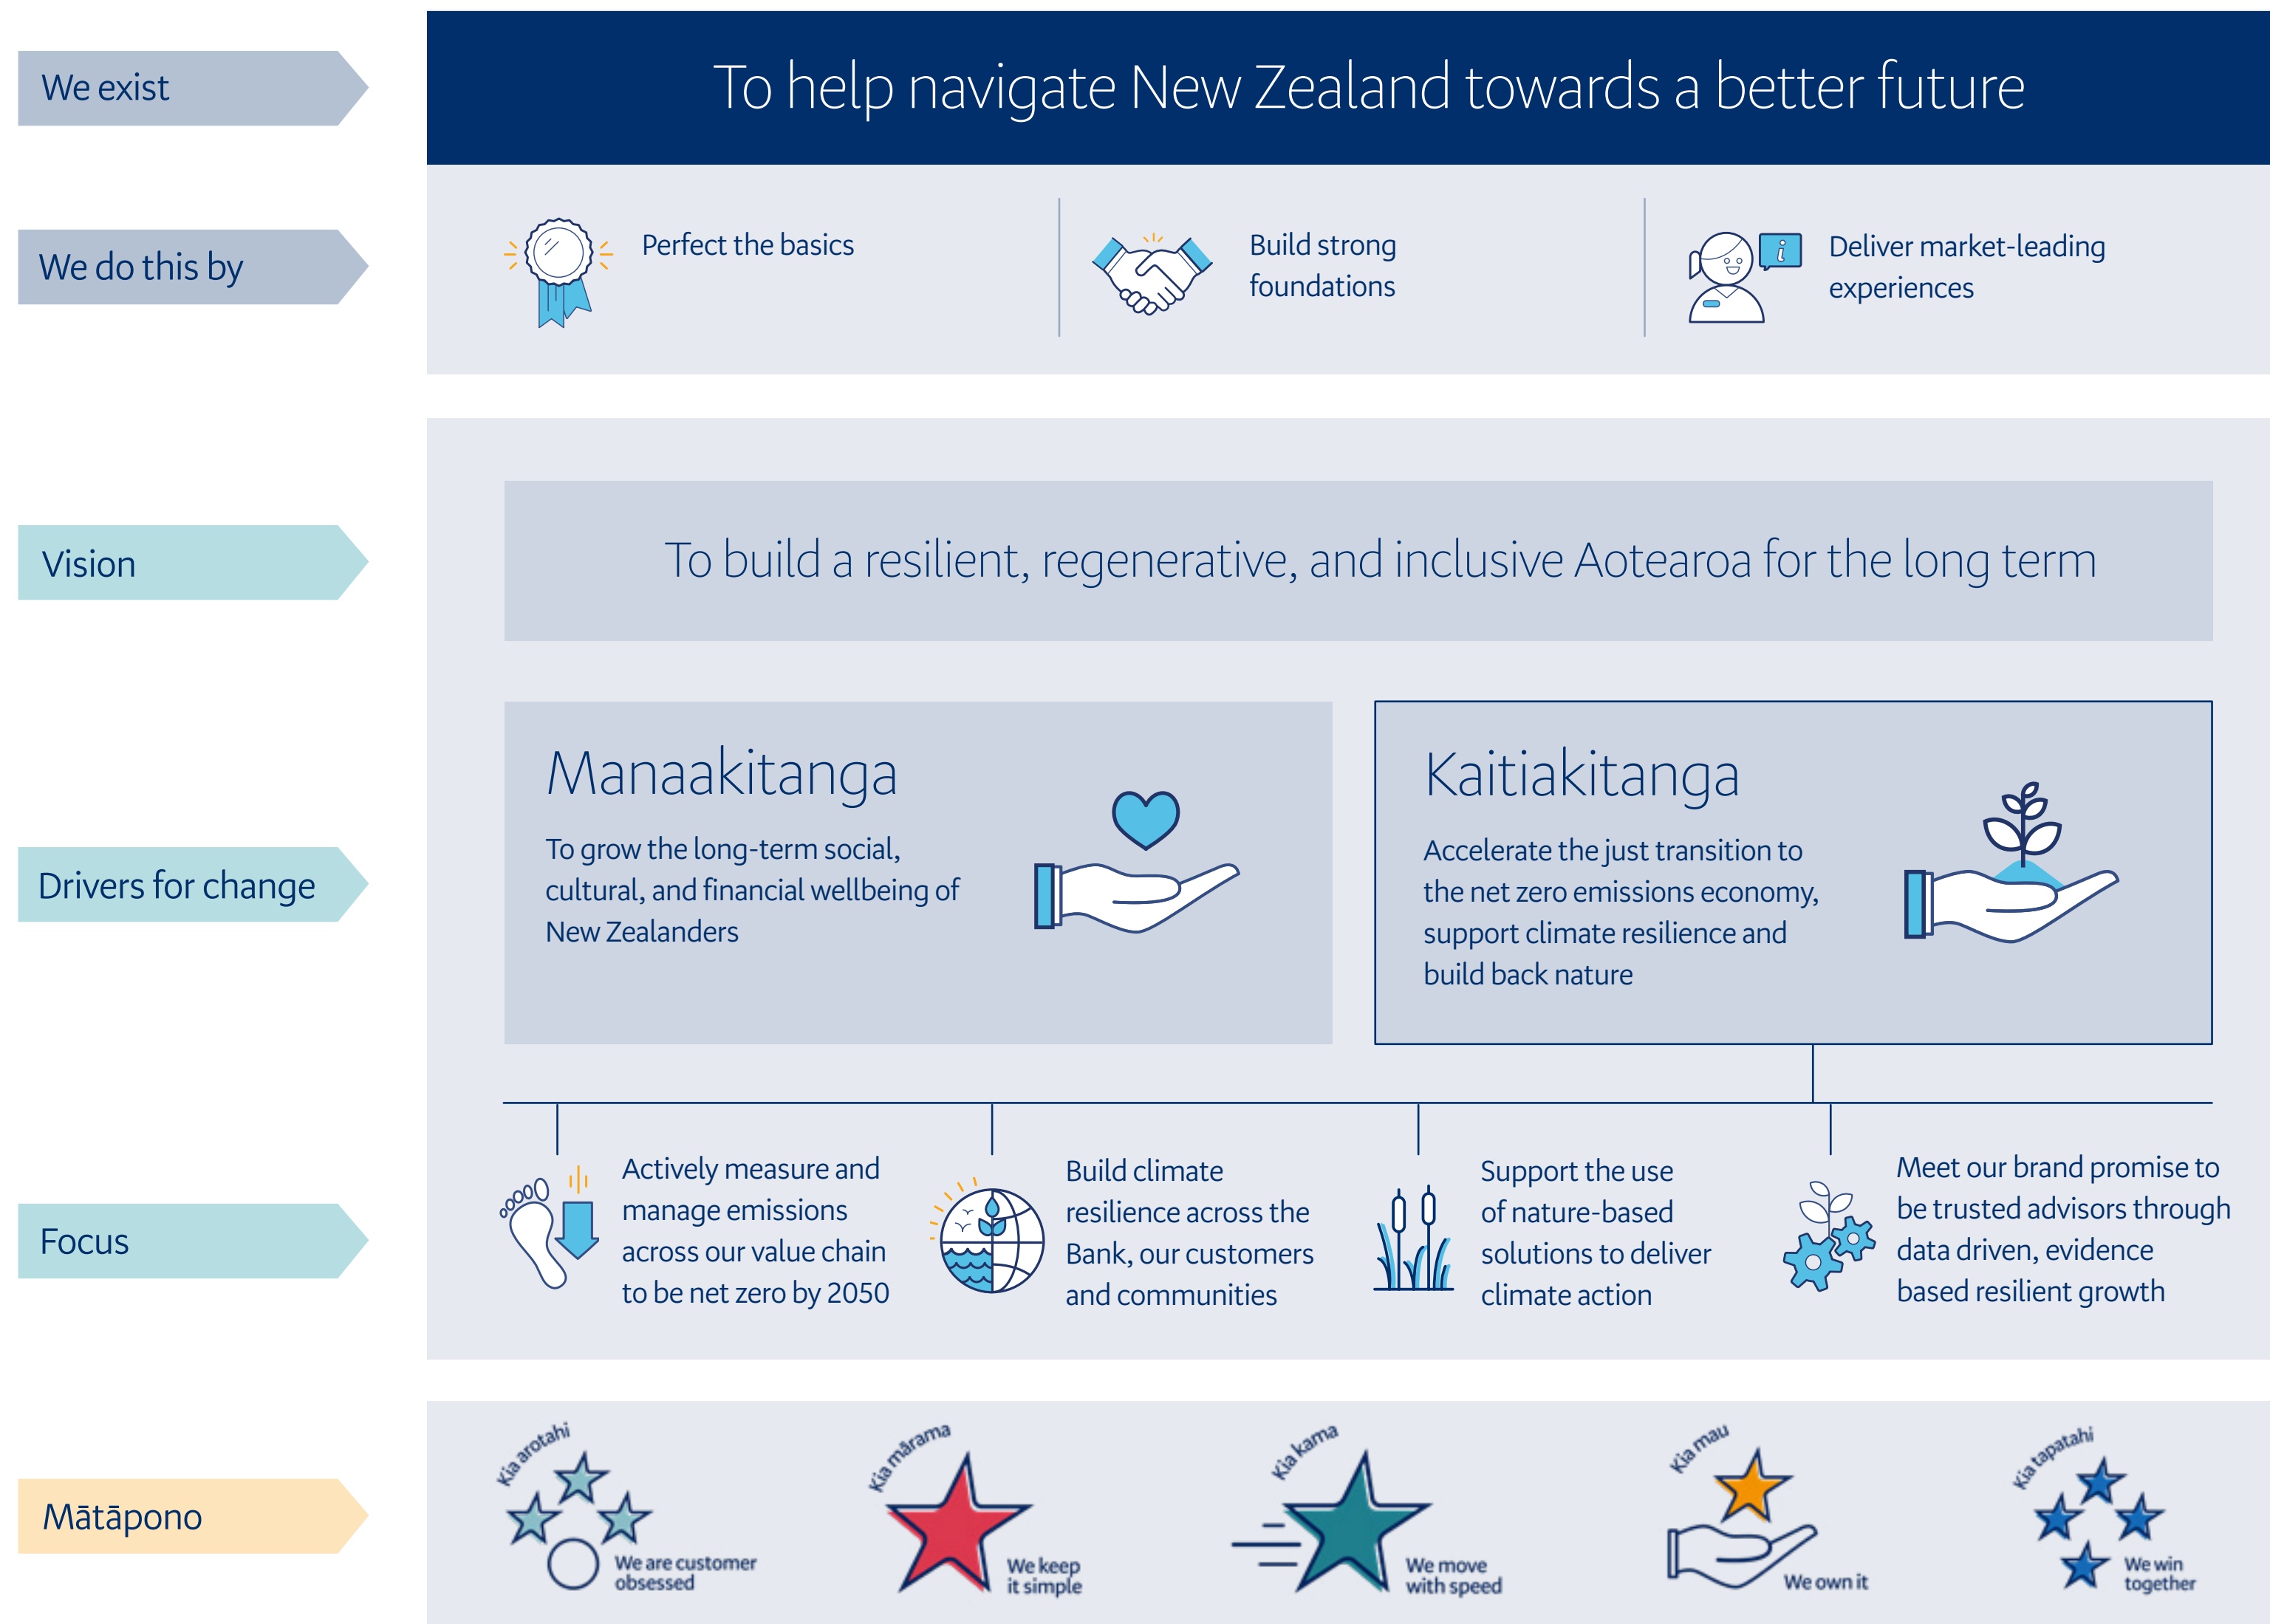 We exist
To help navigate New Zealand towards a better future
We do this by
Perfect the basics
Build strong
foundations
Deliver market-leading
experiences
Vision
To build a resilient, regenerative, and inclusive Aotearoa for the long term
Drivers for change
Manaakitanga
To grow the long-term social,
cultural, and financial wellbeing of
New Zealanders
Kaitiakitanga
Accelerate the just transition to
the net zero emissions economy,
support climate resilience and
build back nature
Focus
Actively measure and
manage emissions
across our value chain
to be net zero by 2050
Build climate
resilience across the
Bank, our customers
and communities
Support the use
of nature-based
solutions to deliver
climate action
Meet our brand promise to
be trusted advisors through
data driven, evidence
based resilient growth
Mātāpono
Kia arotahi
We are customer
obsessed
Kia mārama
We keep
it simple
Kia kama
We move
with speed
Kia mau
We own it
Kia tapatahi
We win
together
i